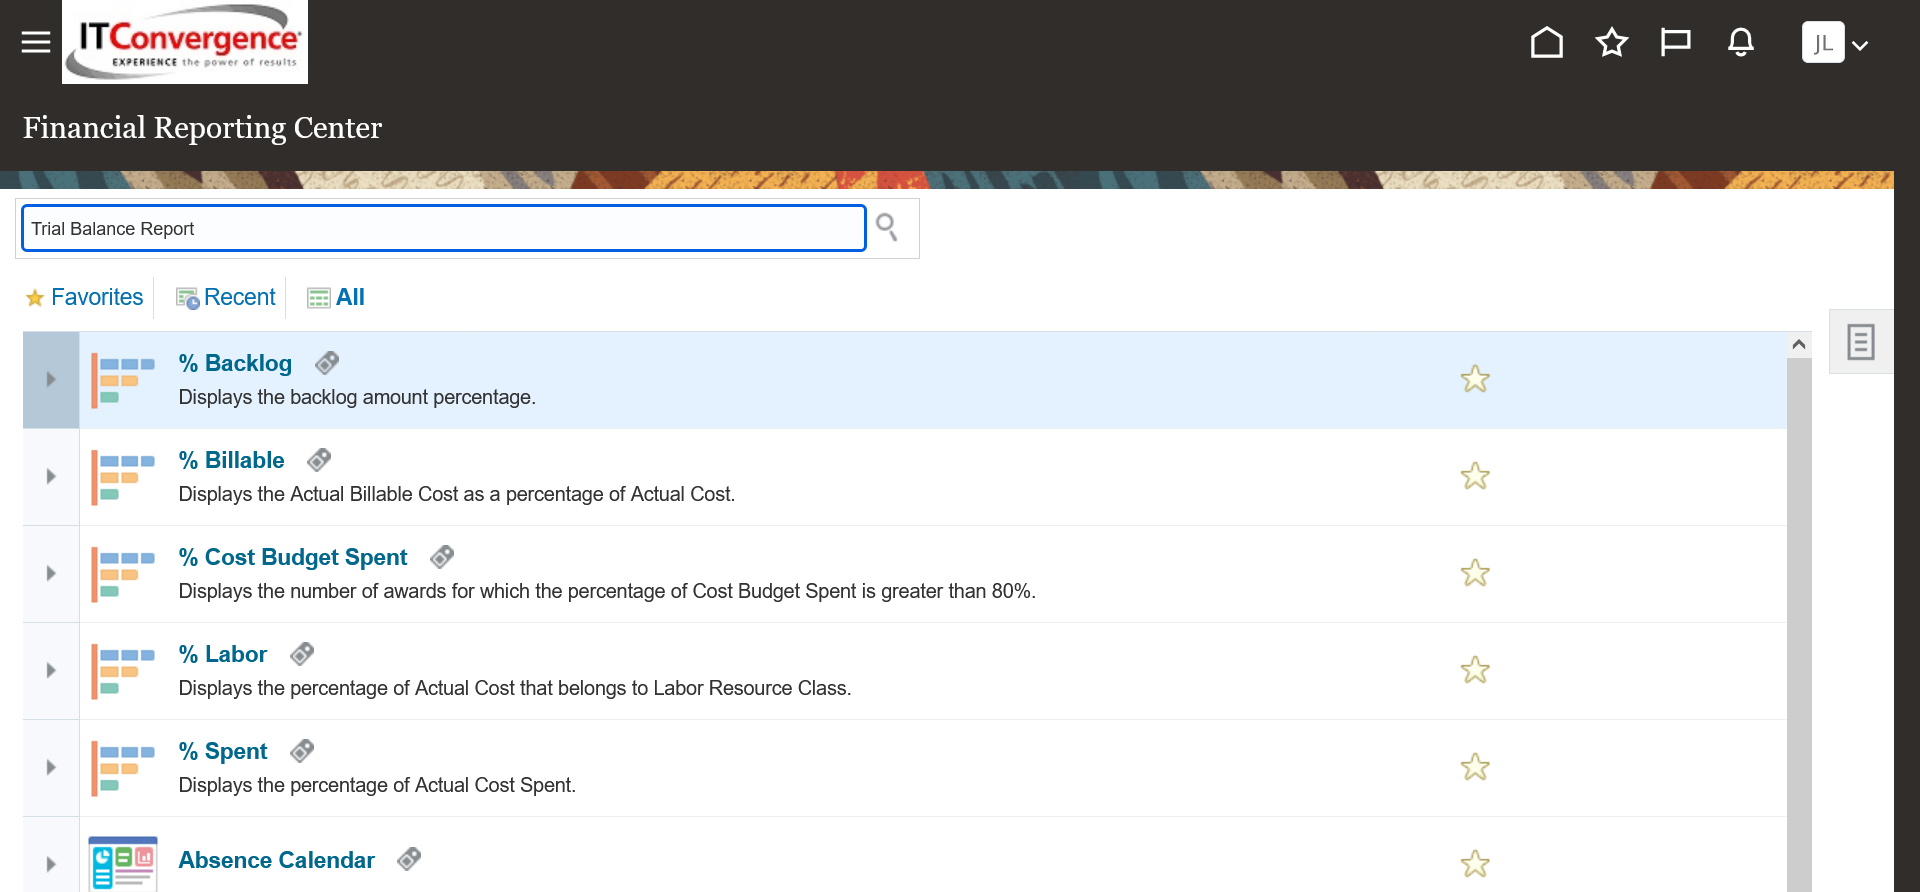 ITConvergence
EXPERIENCE the power of results
JL
Financial Reporting Center
Trial Balance Report
Favorites
Recent
All
% Backlog
Displays the backlog amount percentage.
% Billable
Displays the Actual Billable Cost as a percentage of Actual Cost.
% Cost Budget Spent
Displays the number of awards for which the percentage of Cost Budget Spent is greater than 80%.
% Labor
Displays the percentage of Actual Cost that belongs to Labor Resource Class.
% Spent
Displays the percentage of Actual Cost Spent.
Absence Calendar